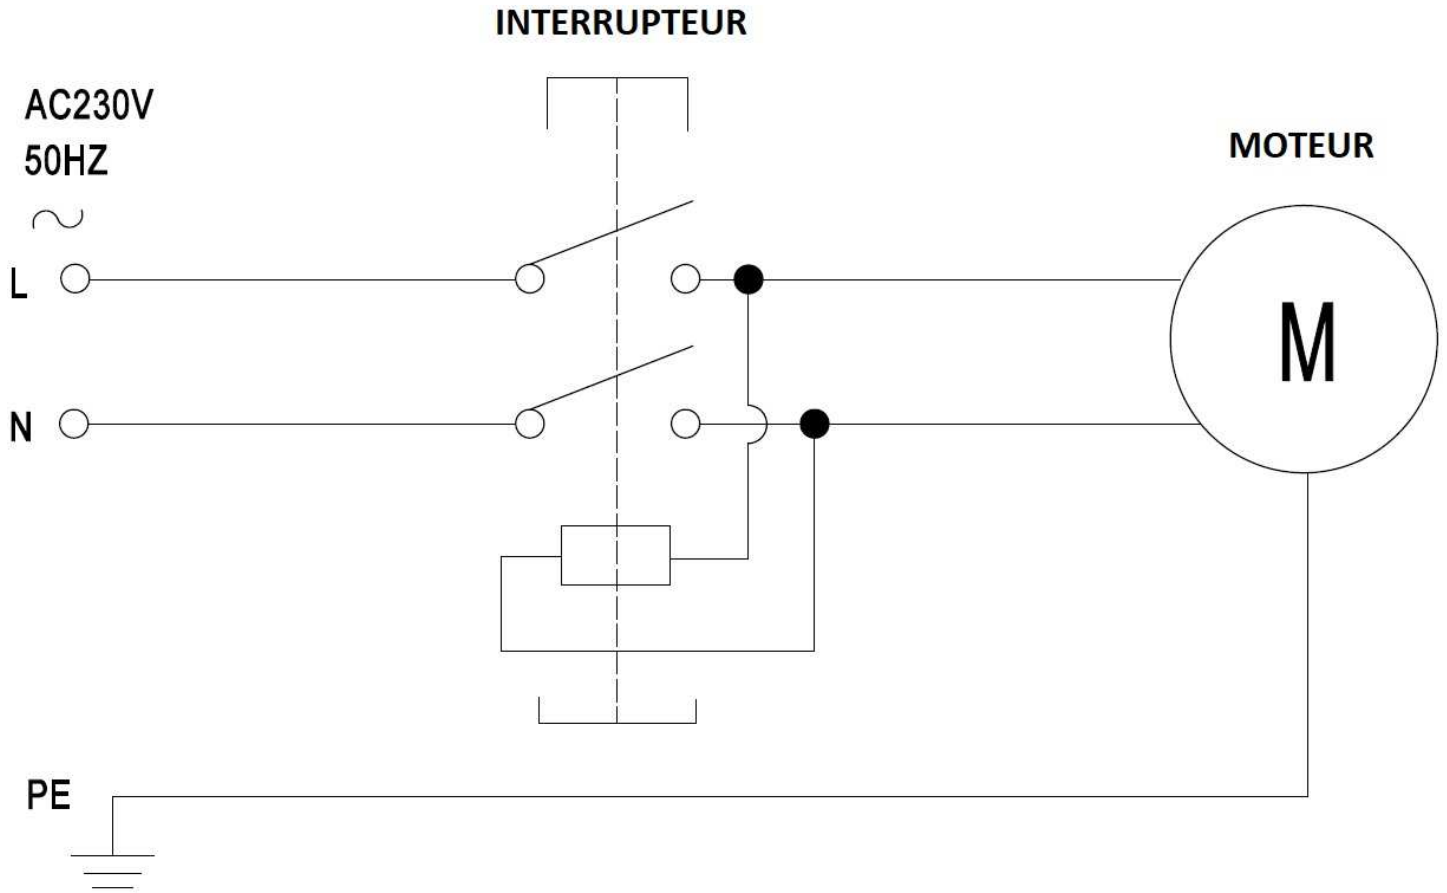 INTERRUPTEUR
AC230V
50HZ
MOTEUR
L
M
N
PE